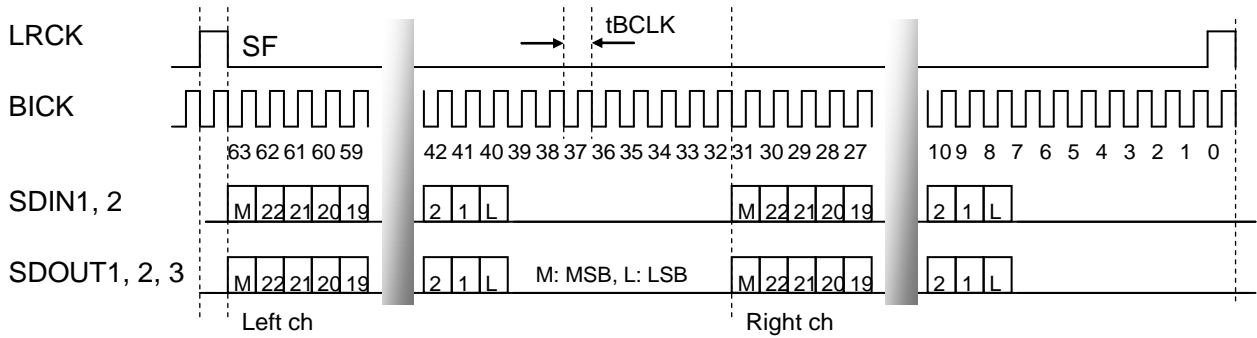 LRCK SF tBCLK
BICK
63 62 61 60 59 42 41 40 39 38 37 36 35 34 33 32 31 30 29 28 27 10 9 8 7 6 5 4 3 2 1 0
SDIN1, 2 M 22 21 20 19 2 1 L M 22 21 20 19 2 1 L
SDOUT1, 2, 3 M 22 21 20 19 2 1 L M: MSB, L: LSB M 22 21 20 19 2 1 L
Left ch Right ch